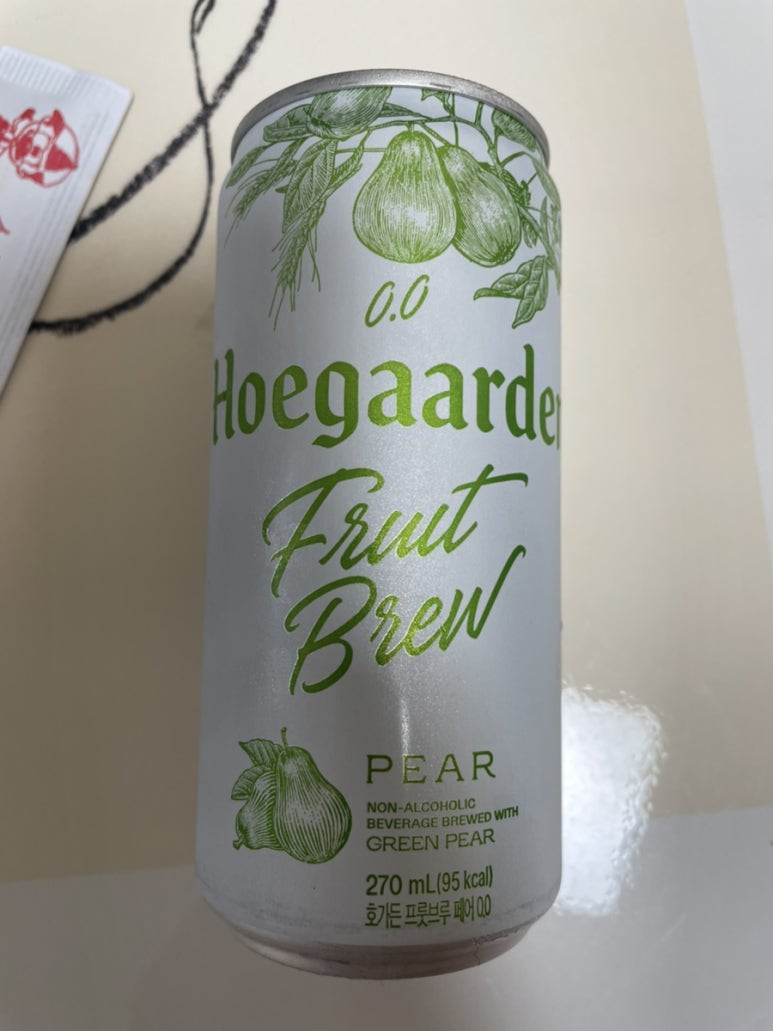 0.0
Hoegaarden
Fruit
Brew
PEAR
NON-ALCOHOLIC
BEVERAGE BREWED WITH
GREEN PEAR
270 mL(95 kcal)
호가든 프룻브루 페어 0.0